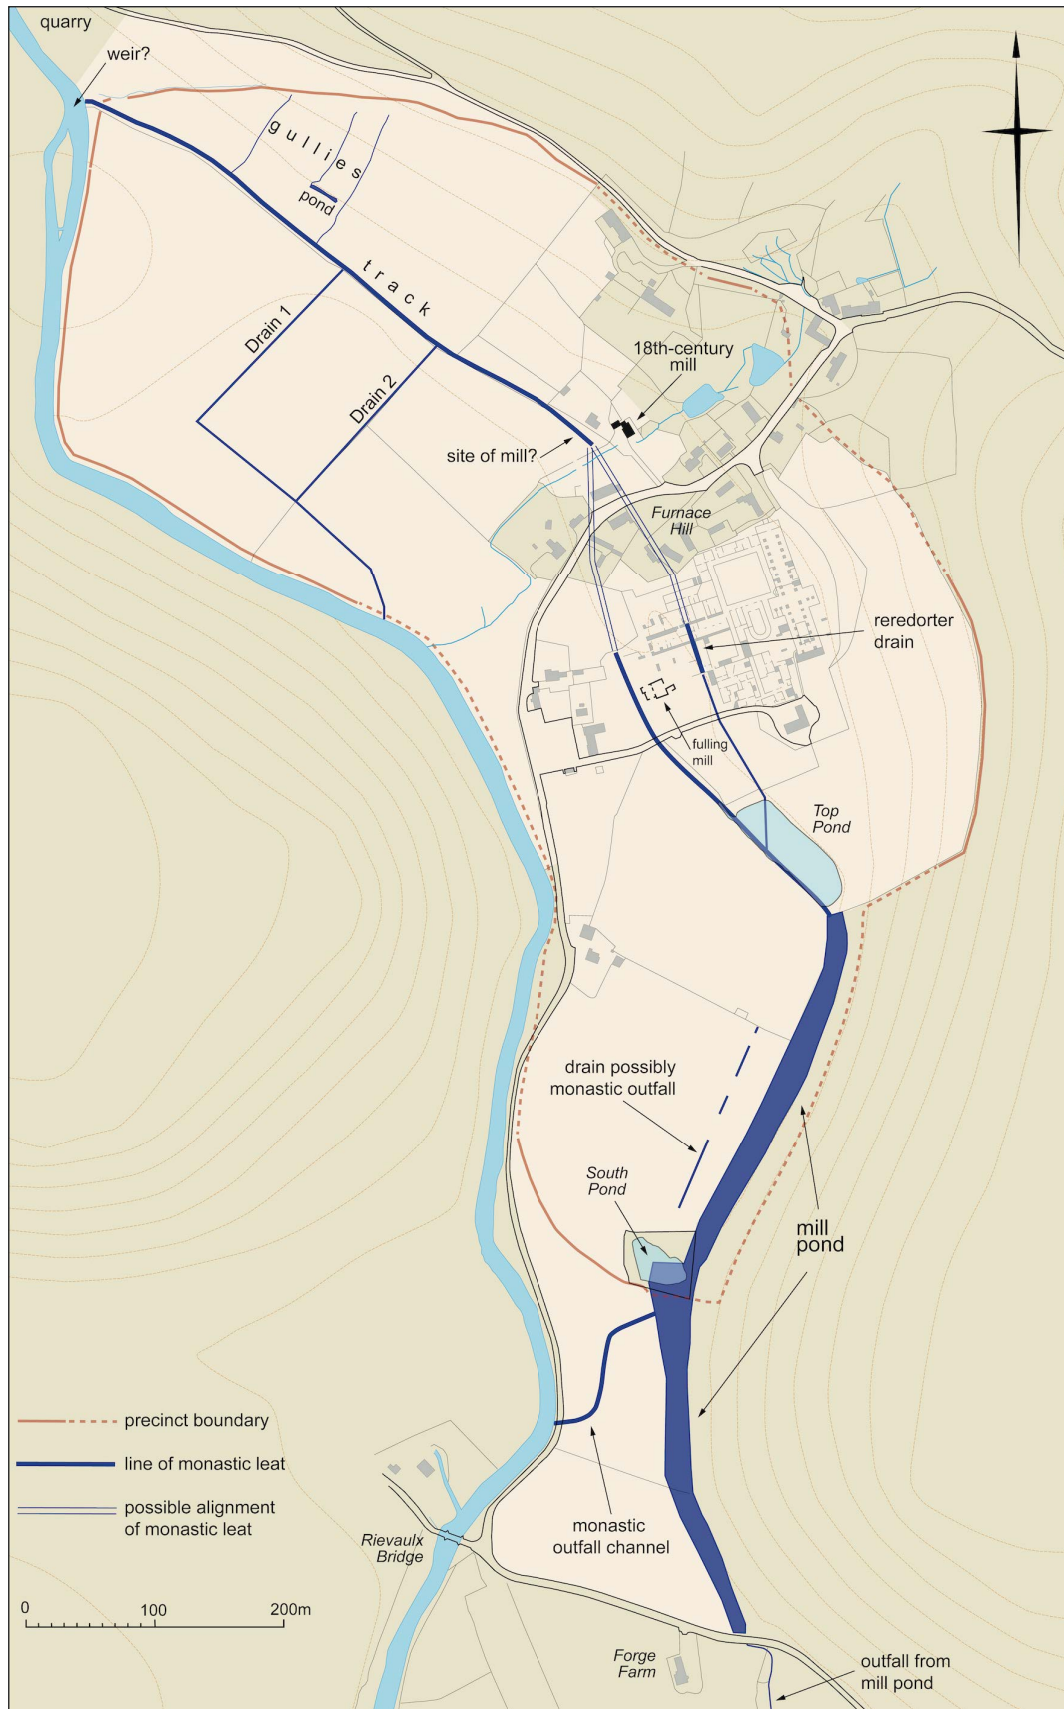 quarry
weir?
gullies
pond
track
Drain 1
Drain 2
18th-century
mill
site of mill?
Furnace
Hill
reredorter
drain
fulling
mill
Top
Pond
drain possibly
monastic outfall
South
Pond
mill
pond
precinct boundary
line of monastic leat
possible alignment
of monastic leat
monastic
outfall channel
Rievaulx
Bridge
0 100 200m
Forge
Farm
outfall from
mill pond